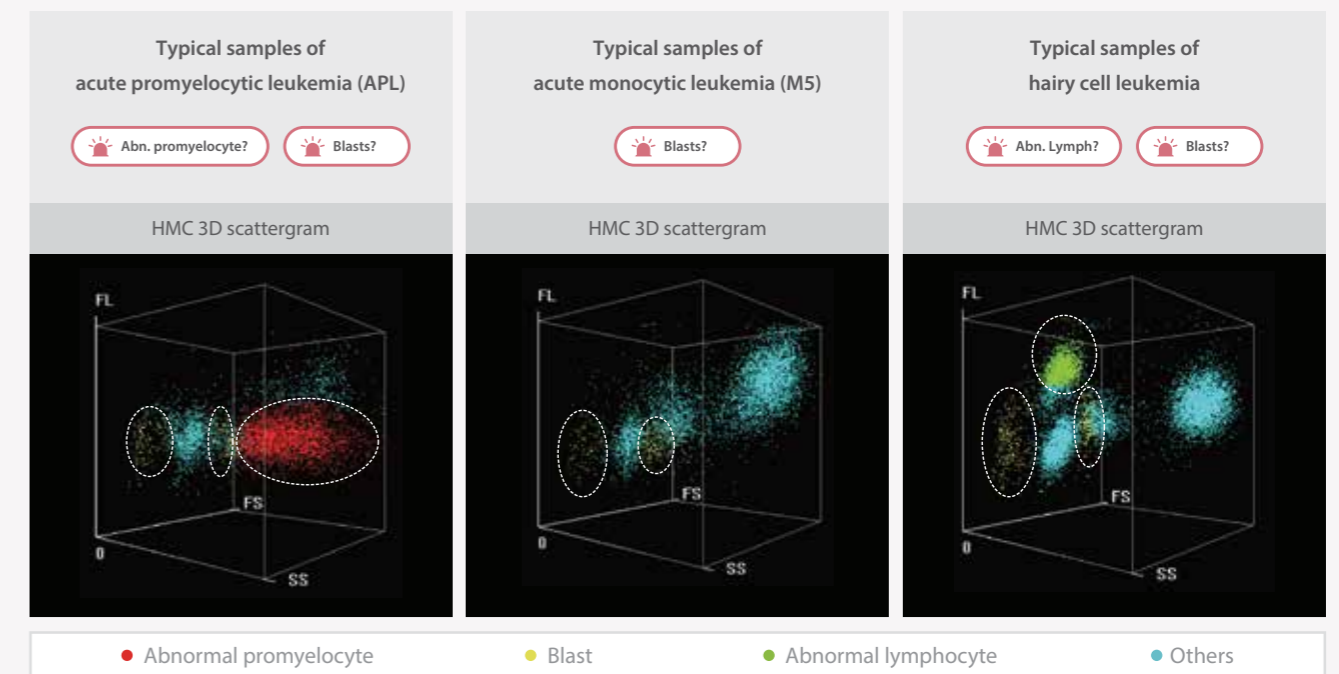 Typical samples of
acute promyelocytic leukemia (APL)
Abn. promyelocyte?
Blasts?
HMC 3D scattergram
FL
FS
0
SS
Typical samples of
acute monocytic leukemia (M5)
Blasts?
HMC 3D scattergram
FL
FS
0
SS
Typical samples of
hairy cell leukemia
Abn. Lymph?
Blasts?
HMC 3D scattergram
FL
FS
0
SS
Abnormal promyelocyte
Blast
Abnormal lymphocyte
Others